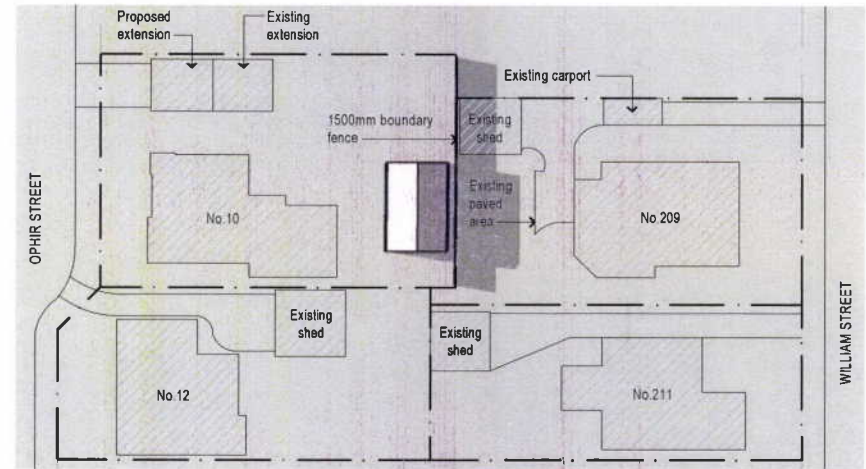 Proposed
extension
Existing
extension
Existing carport
1500mm boundary
fence
Existing
shed
Existing
paved
area
No.10
No.209
OPHIR STREET
WILLIAM STREET
Existing
shed
Existing
shed
No.12
No.211